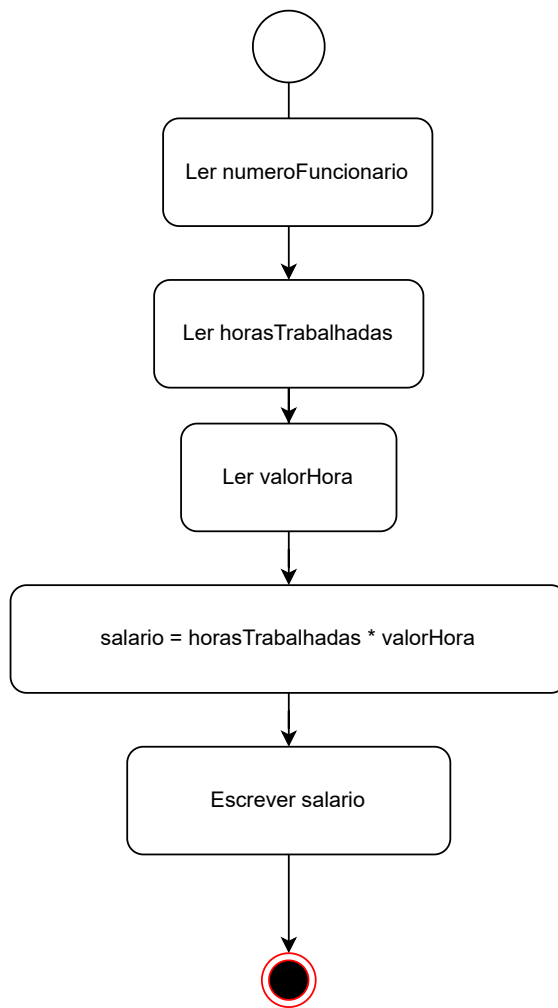 Ler numeroFuncionario
Ler horasTrabalhadas
Ler valorHora
salario = horasTrabalhadas * valorHora
Escrever salario